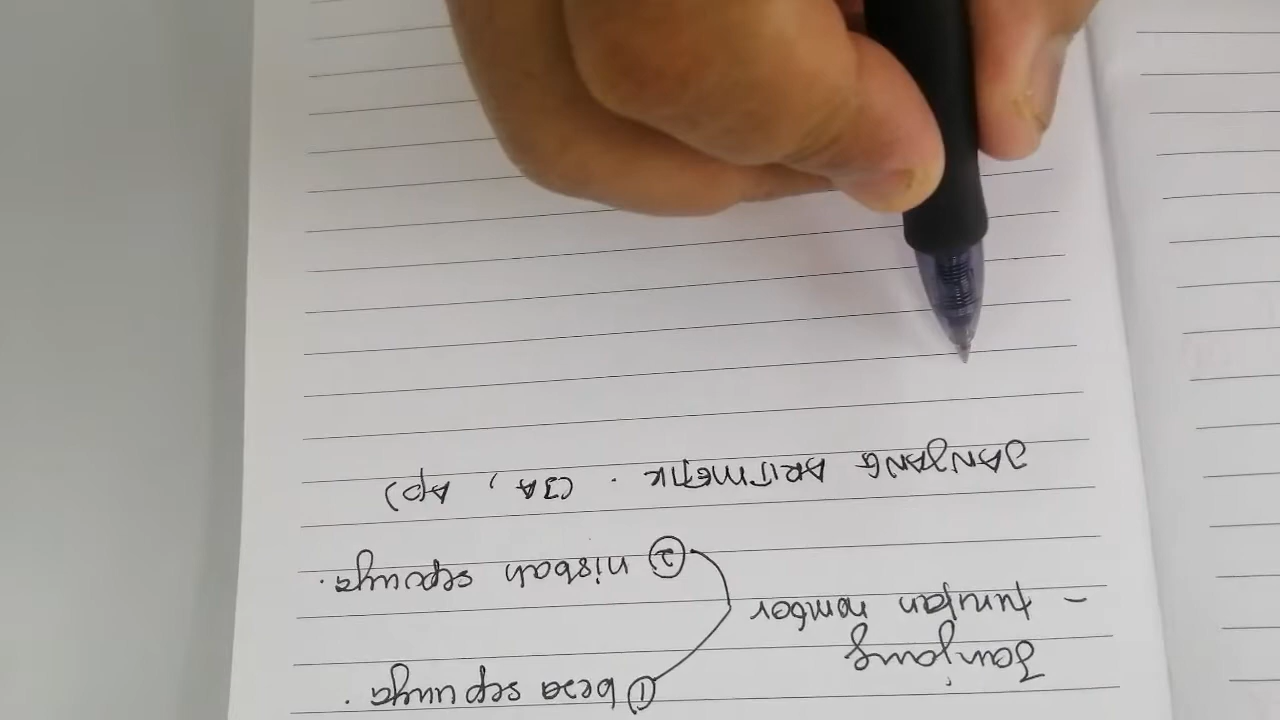 ① beza sepunya.
Janjang
- turutan nombor
② nisbah sepunya.
JANJANG ARITMETIK. (JA, AP)